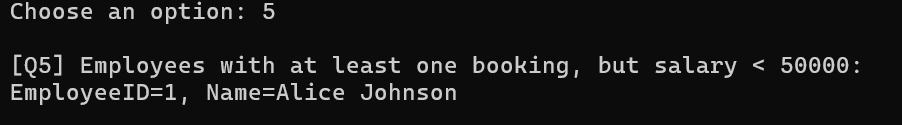 Choose an option: 5
[Q5] Employees with at least one booking, but salary < 50000:
EmployeeID=1, Name=Alice Johnson